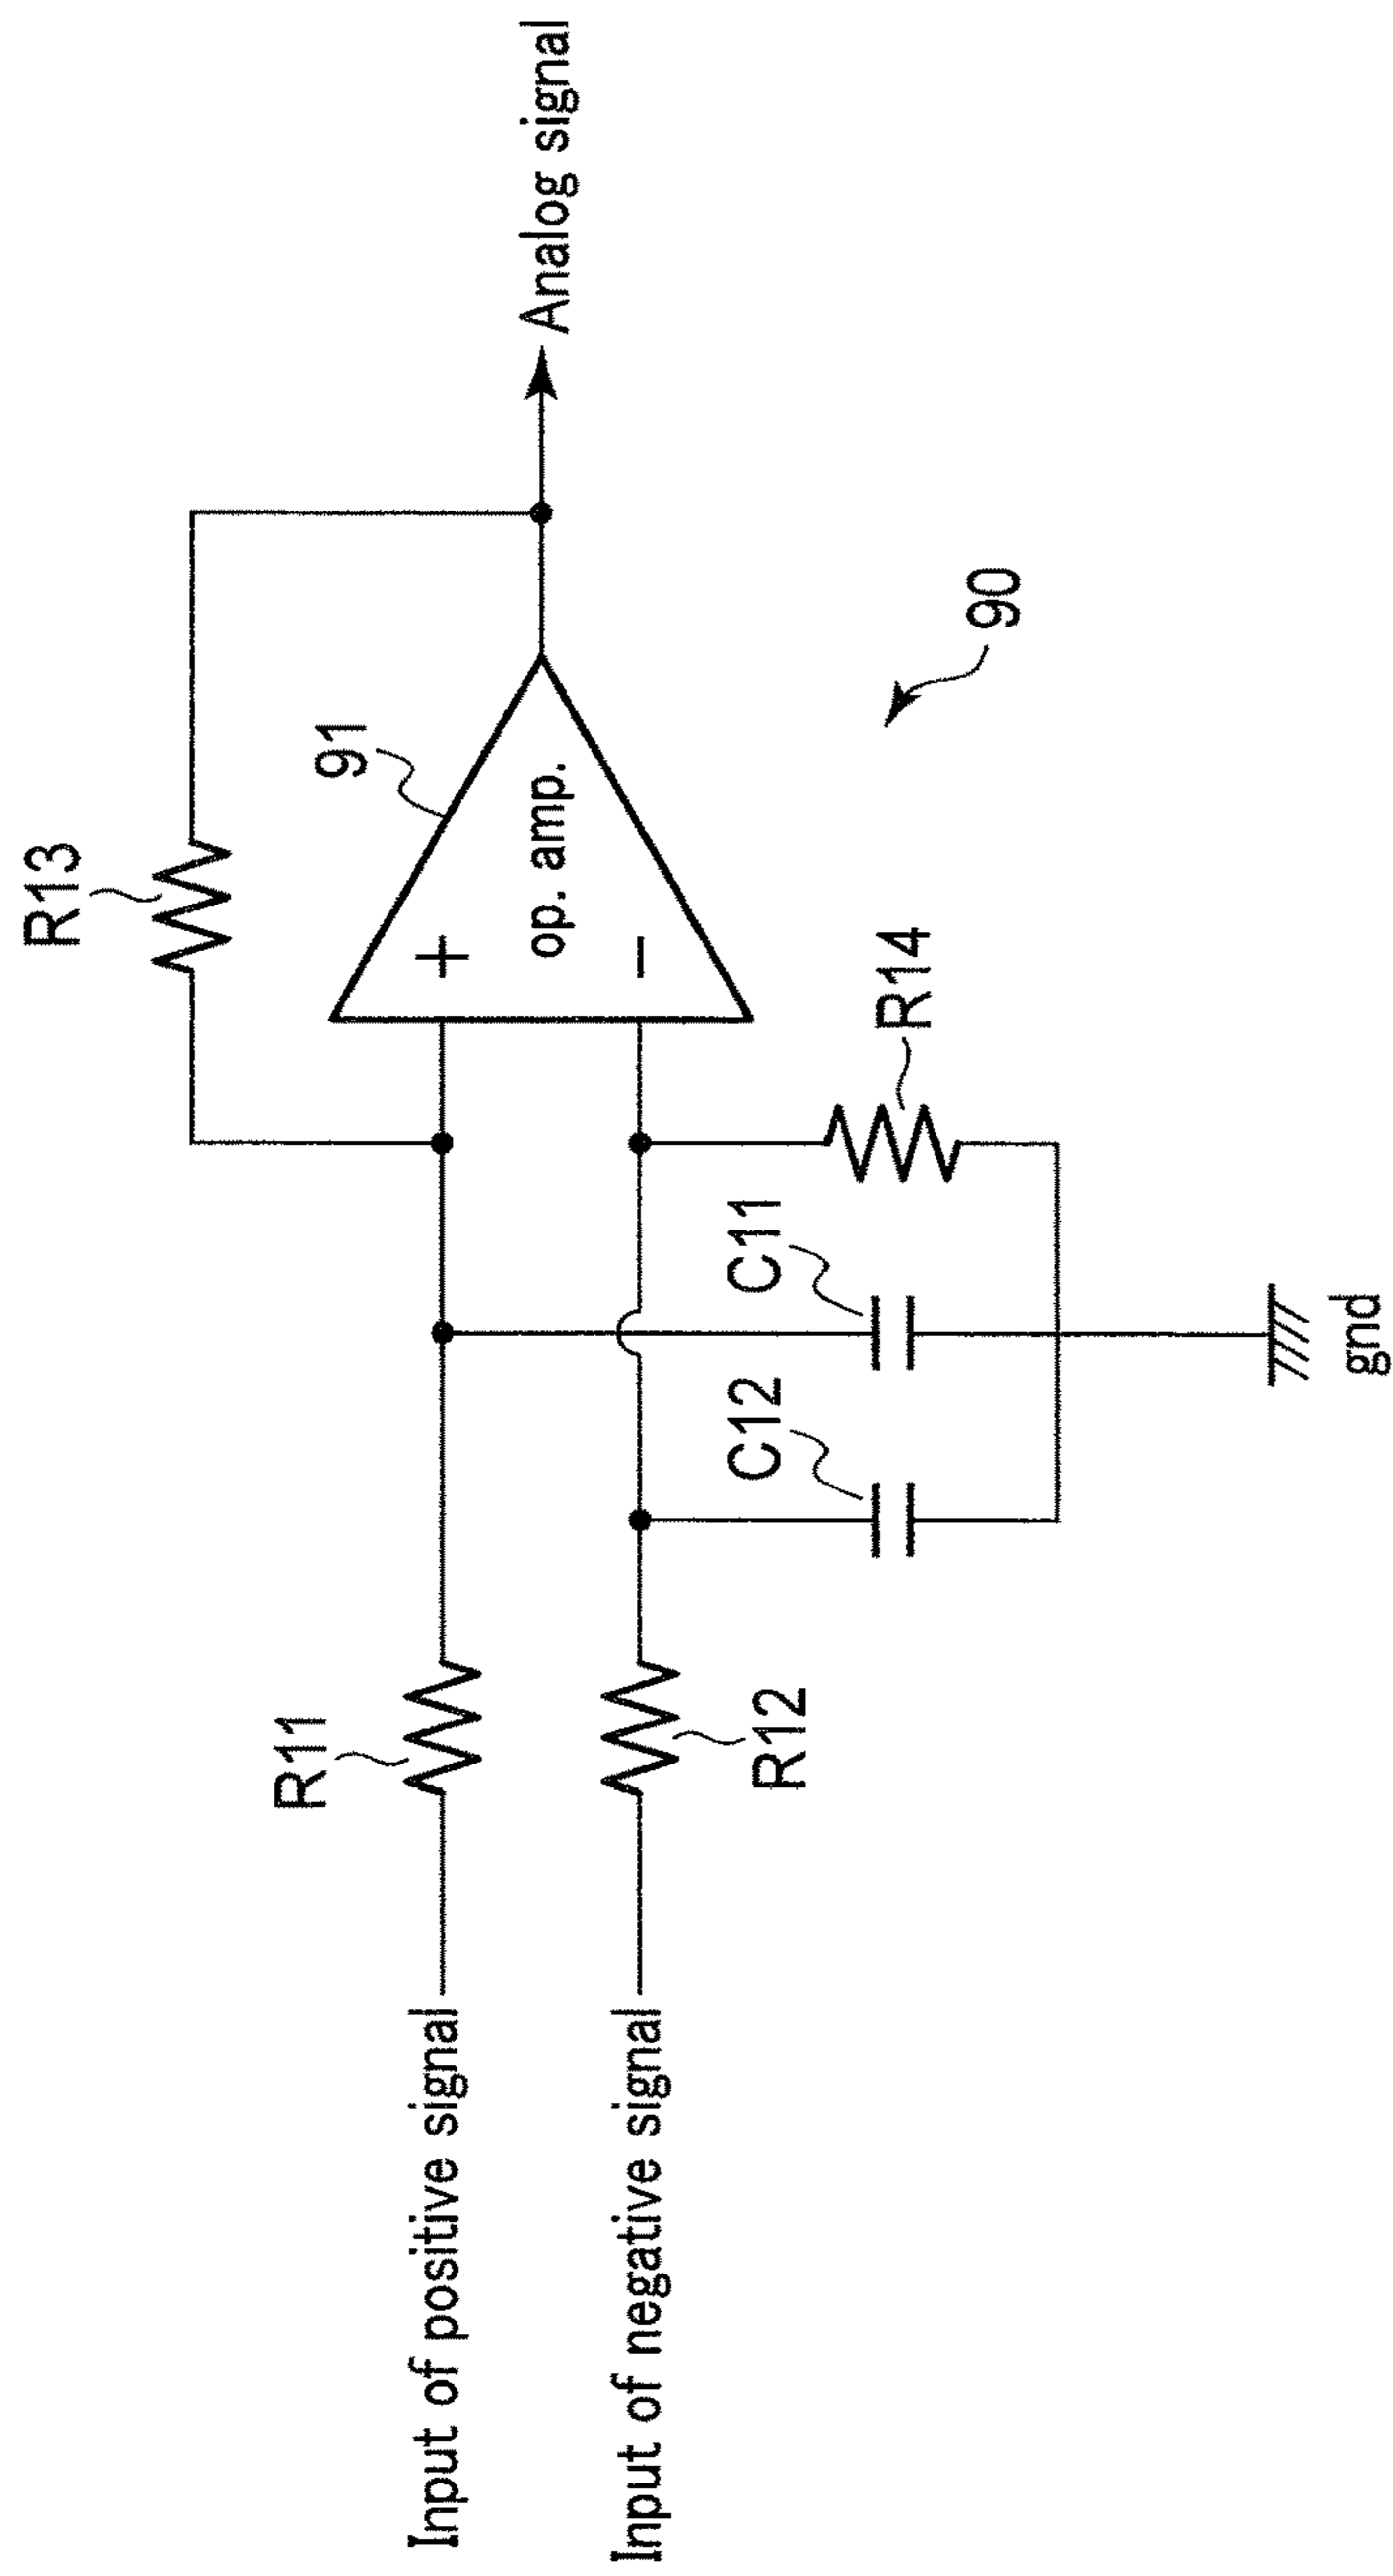 R13
91
Analog signal
+
op. amp.
−
90
R11
Input of positive signal
Input of negative signal
R12
C12
C11
R14
gnd